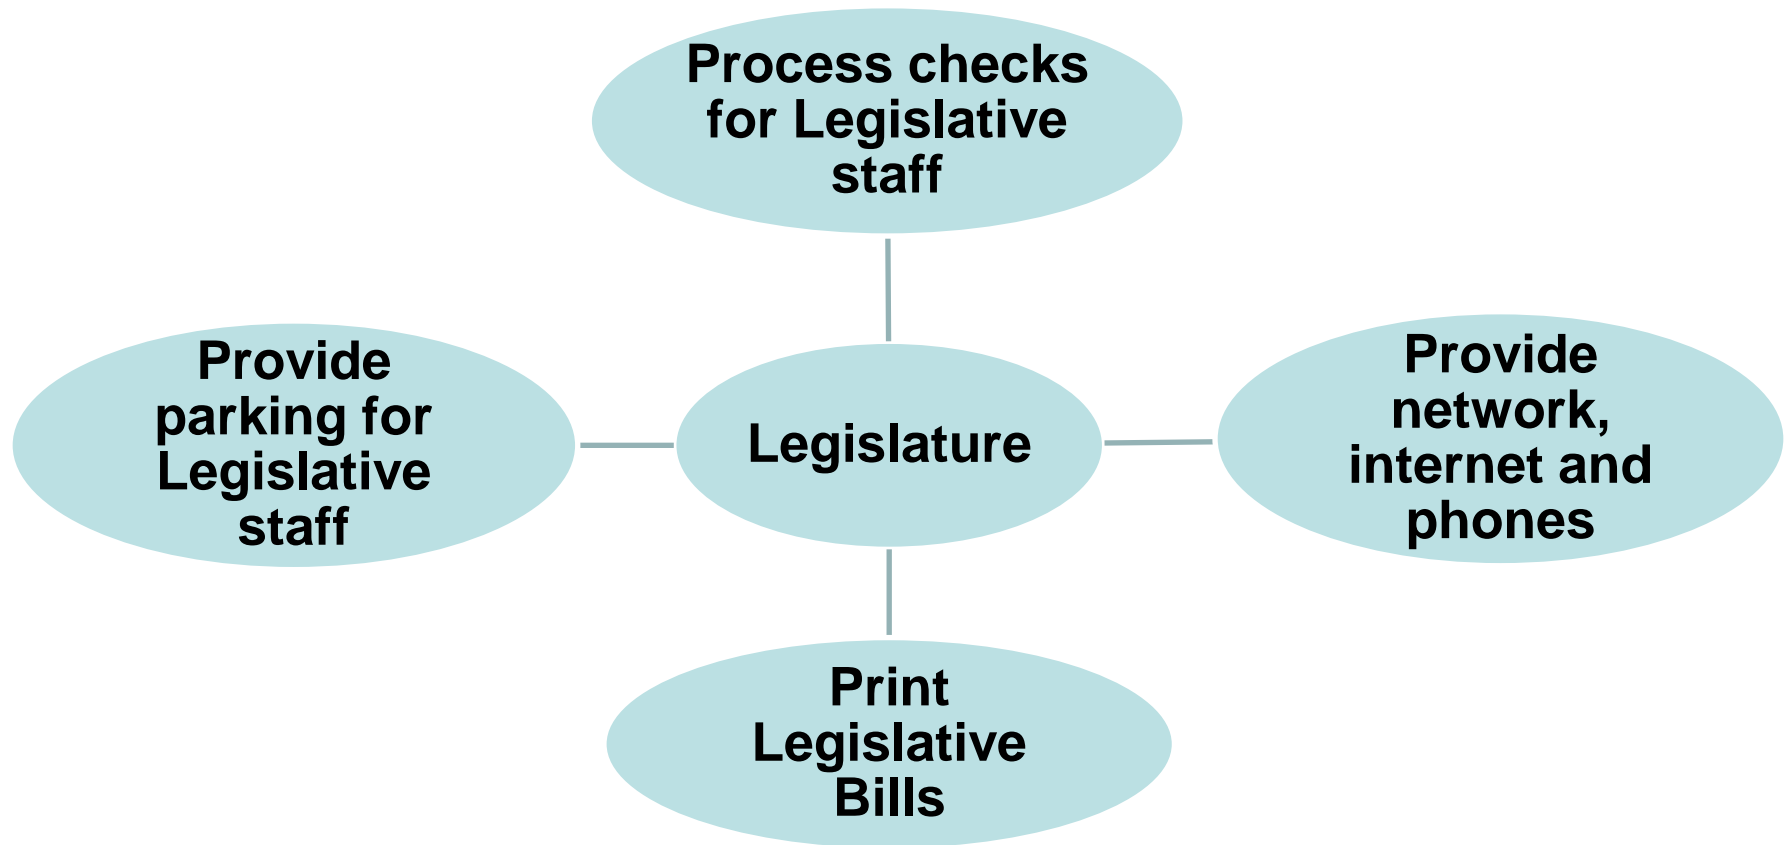 Process checks
for Legislative
staff
Provide
parking for
Legislative
staff
Legislature
Provide
network,
internet and
phones
Print
Legislative
Bills